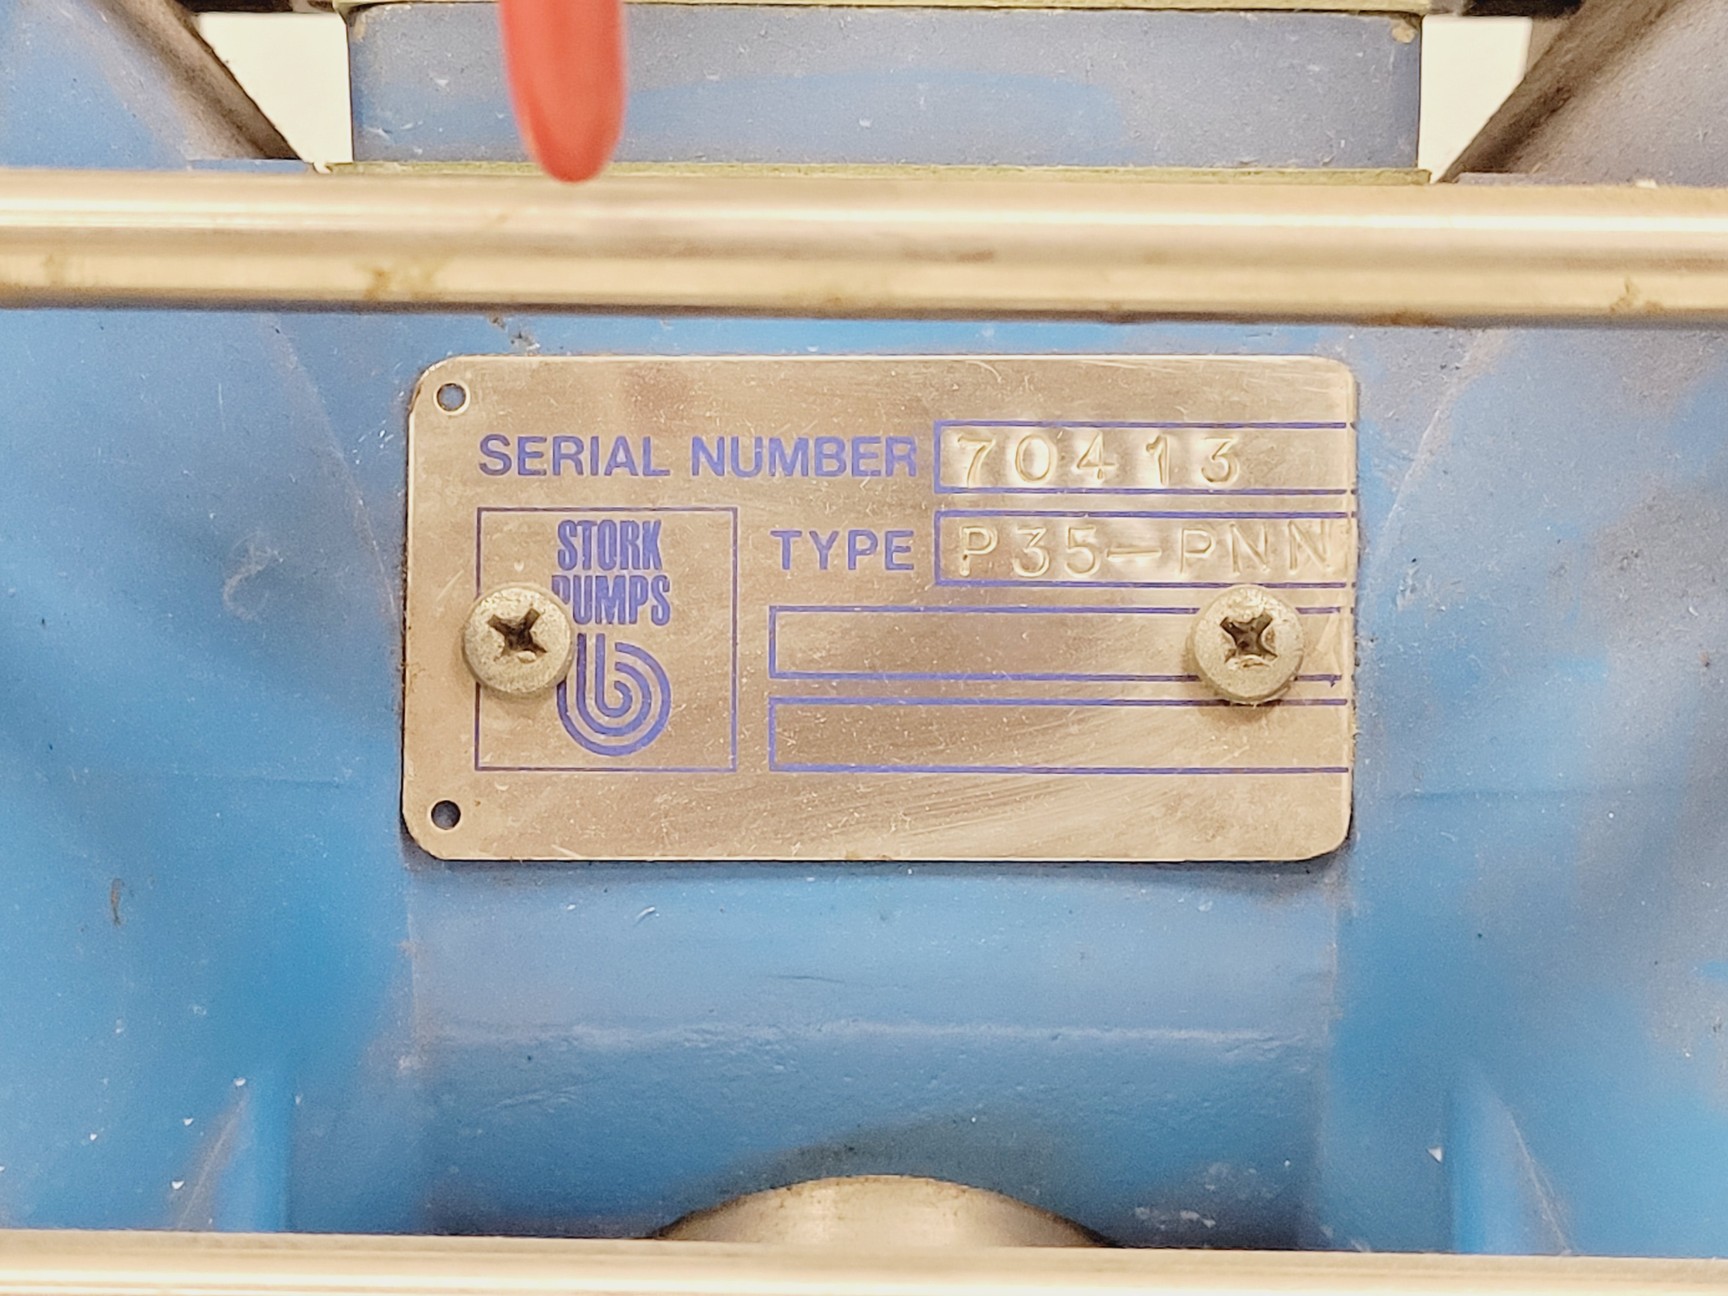 SERIAL NUMBER 70413
TYPE P35-PNN
STORK
PUMPS